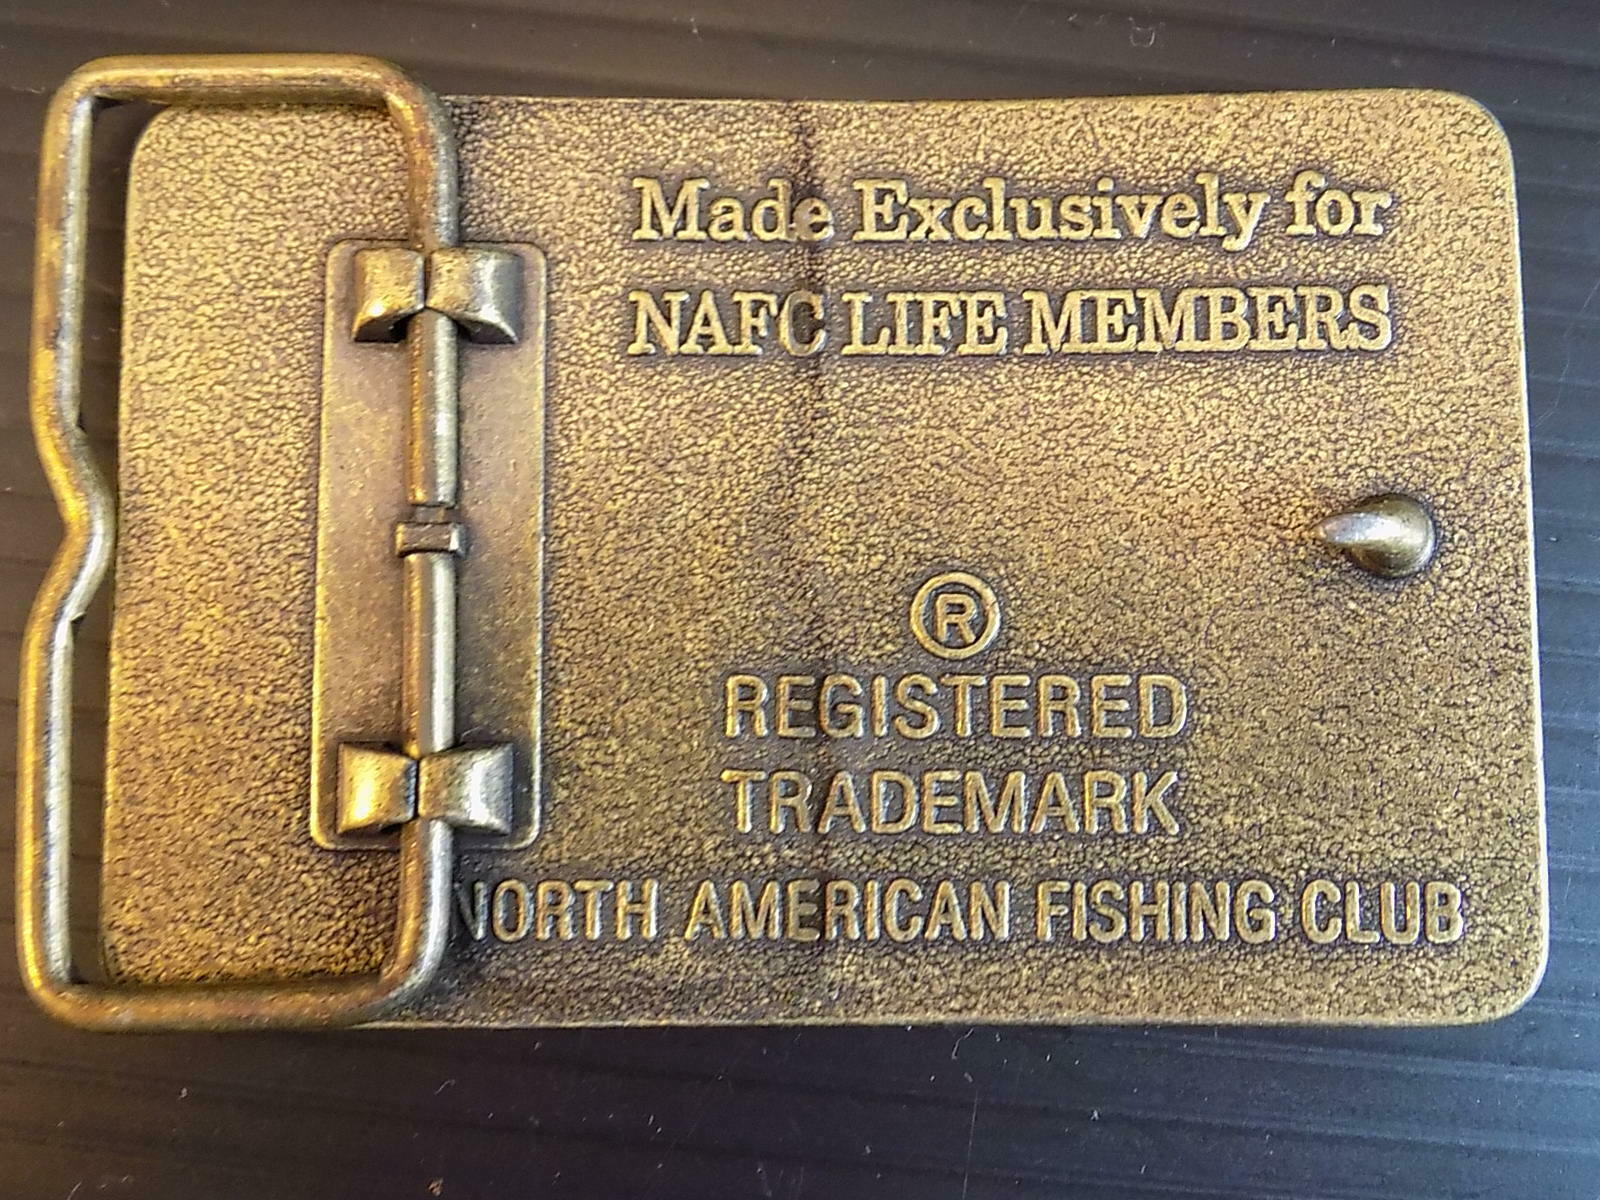 Made Exclusively for
NAFC LIFE MEMBERS
®
REGISTERED
TRADEMARK
NORTH AMERICAN FISHING CLUB